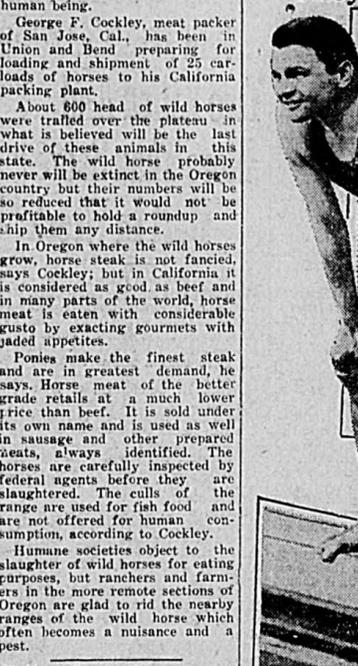 human being.
George F. Cockley, meat packer
of San Jose, Cal., has been in
Union and Bend preparing for
loading and shipment of 25 car-
loads of horses to his California
packing plant.
About 600 head of wild horses
were trafled over the plateau in
what is believed will be the last
drive of these animals in this
state. The wild horse probably
never will be extinct in the Oregon
country but their numbers will be
so reduced that it would not be
profitable to hold a roundup and
ship them any distance.
In Oregon where the wild horses
grow, horse steak is not fancied,
says Cockley; but in California it
is considered as good as beef and
in many parts of the world, horse
meat is eaten with considerable
gusto by exacting gourmets with
jaded appetites.
Ponies make the finest steak
and are in greatest demand, he
says. Horse meat of the better
grade retails at a much lower
price than beef. It is sold under
its own name and is used as well
in sausage and other prepared
meats, always identified. The
horses are carefully inspected by
federal agents before they are
slaughtered. The culls of the
range are used for fish food and
are not offered for human con-
sumption, according to Cockley.
Humane societies object to the
slaughter of wild horses for eating
purposes, but ranchers and farm-
ers in the more remote sections of
Oregon are glad to rid the nearby
ranges of the wild horse which
often becomes a nuisance and a
pest.